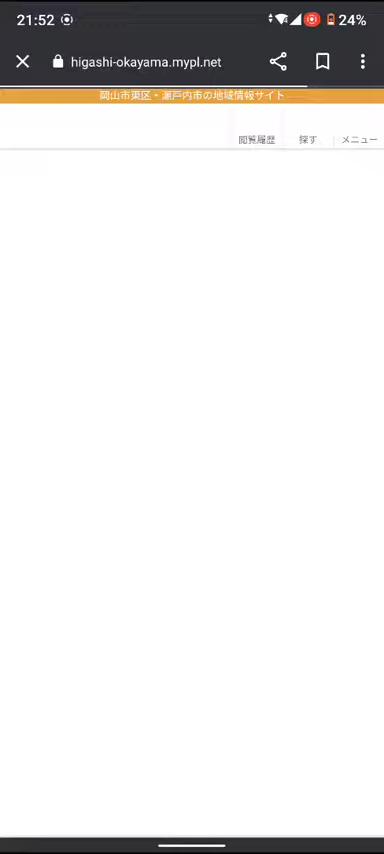 21:52
24%
higashi-okayama.mypl.net
岡山市東区・瀬戸内市の地域情報サイト
閲覧履歴
探す
メニュー